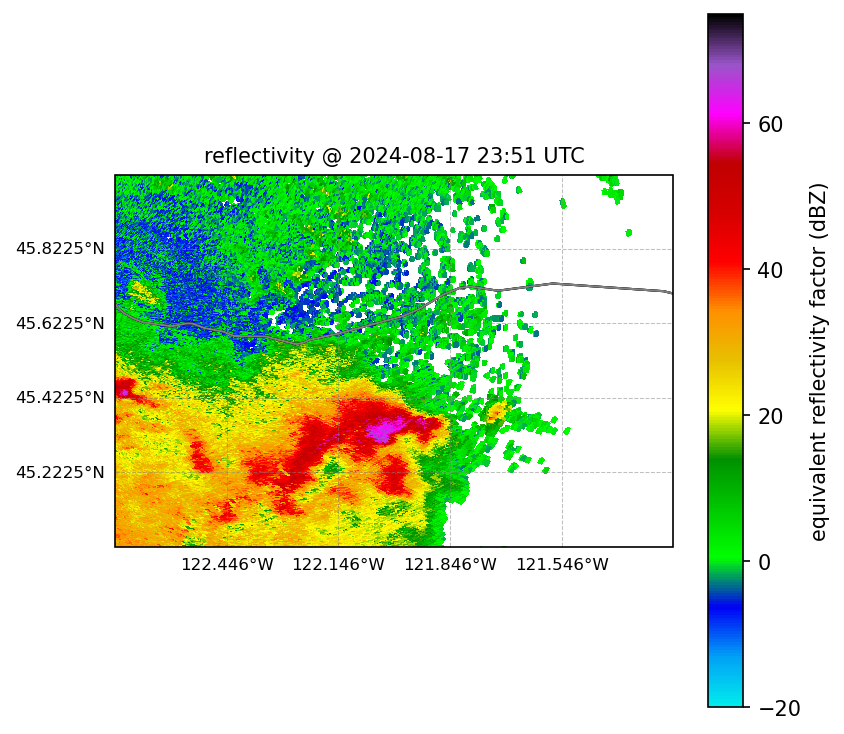 reflectivity @ 2024-08-17 23:51 UTC
45.8225°N
45.6225°N
45.4225°N
45.2225°N
122.446°W 122.146°W 121.846°W 121.546°W
60
40
20
0
−20
equivalent reflectivity factor (dBZ)